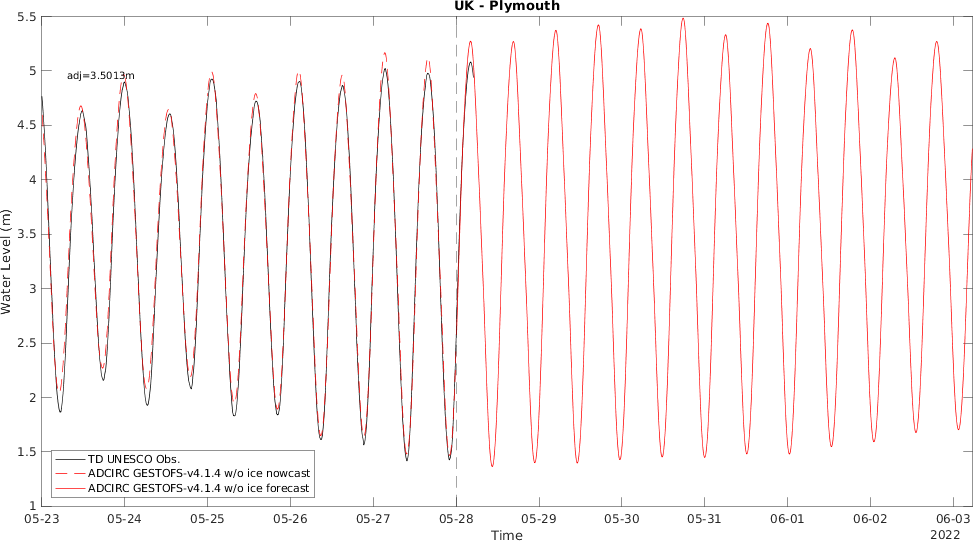 UK - Plymouth
5.5
5
4.5
4
3.5
3
2.5
2
1.5
1
Water Level (m)
adj=3.5013m
TD UNESCO Obs.
ADCIRC GESTOFS-v4.1.4 w/o ice nowcast
ADCIRC GESTOFS-v4.1.4 w/o ice forecast
05-23 05-24 05-25 05-26 05-27 05-28 05-29 05-30 05-31 06-01 06-02 06-03
Time
2022